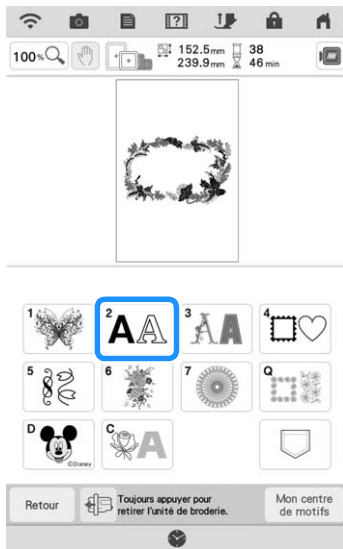 100% 152.5mm 38
239.9mm 46 min
1 2 AA 3 AA 4
5 6 7 Q
D ©Disney C A
Retour Toujours appuyer pour
retirer l'unité de broderie. Mon centre
de motifs